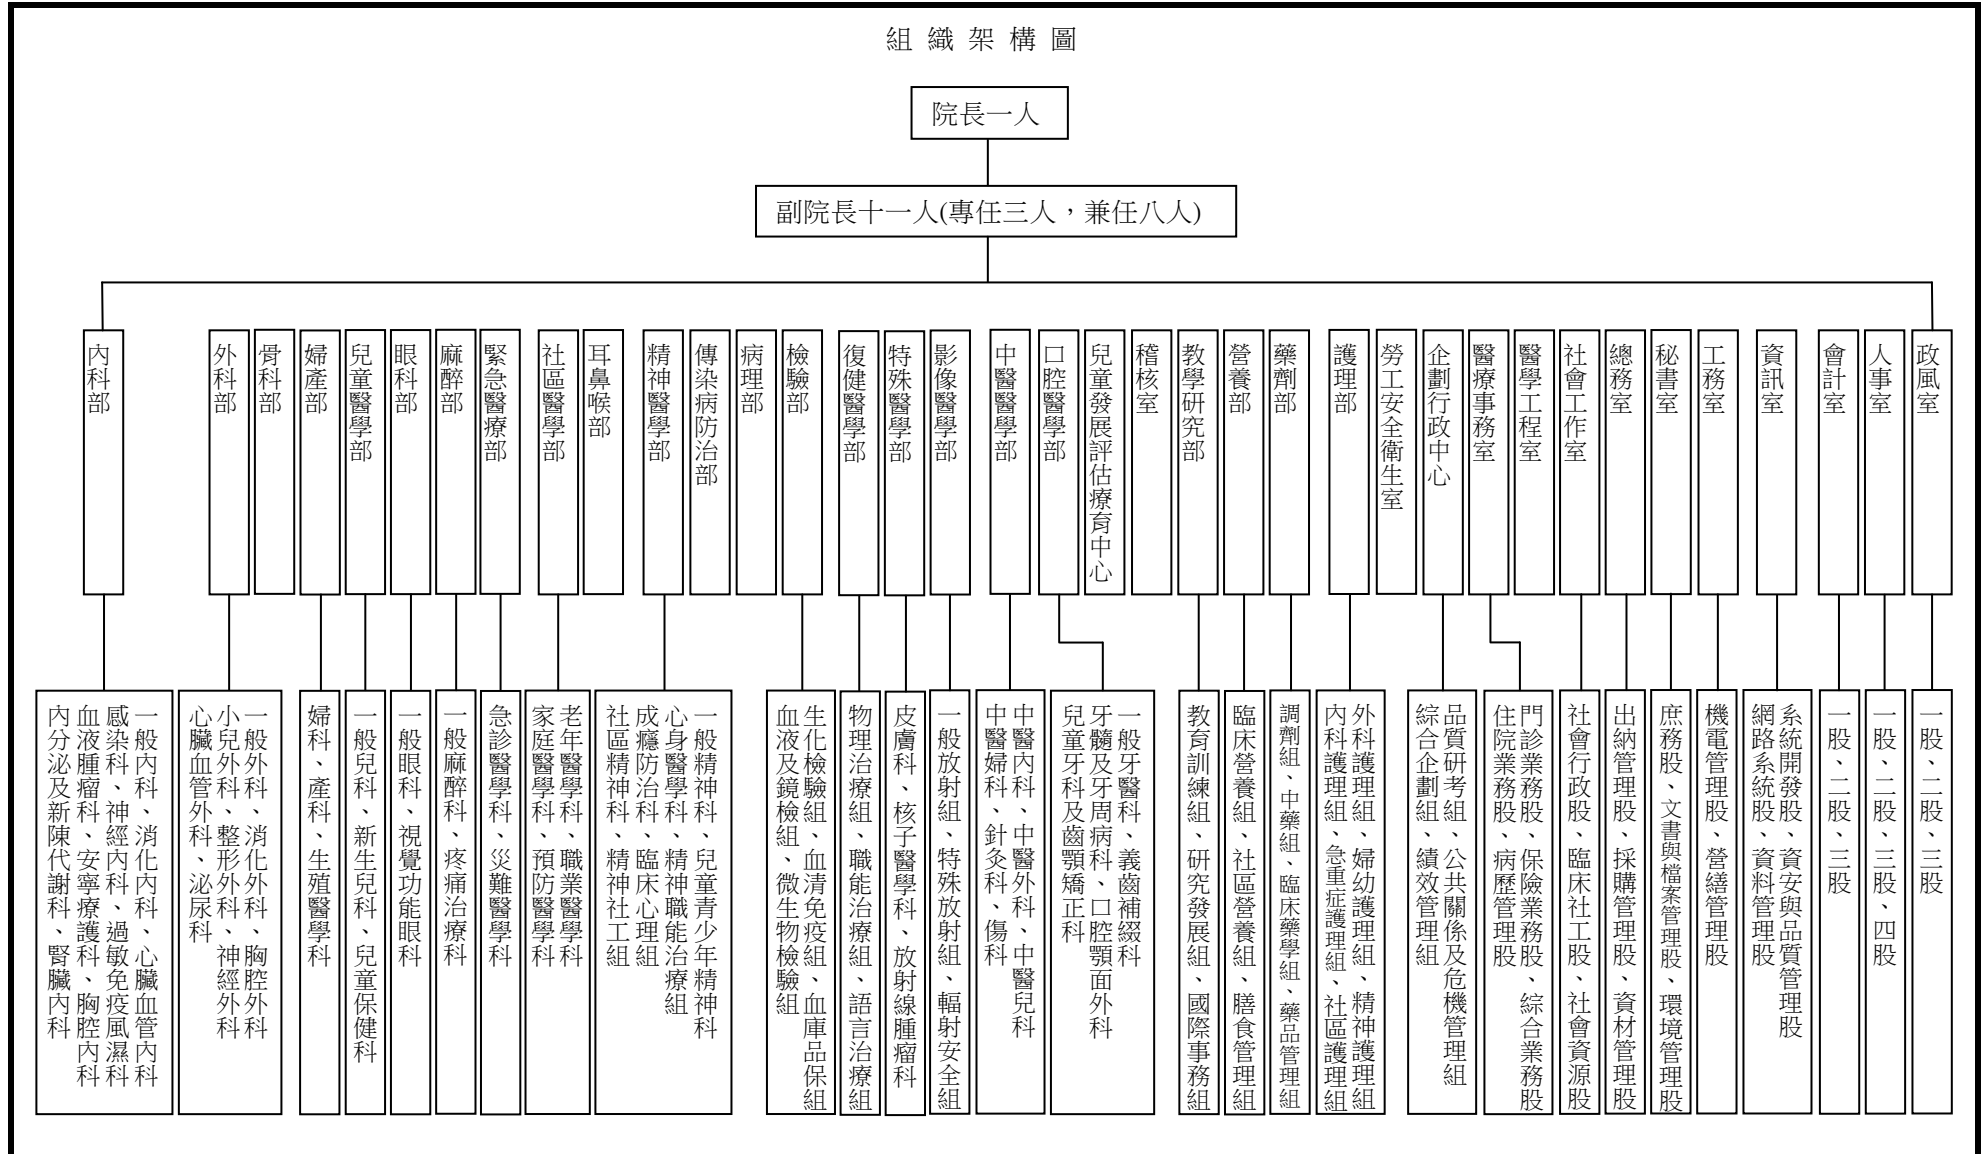 組織架構圖
院長一人
副院長十一人(專任三人，兼任八人)
內科部
外科部
骨科部
婦產部
兒童醫學部
眼科部
麻醉部
緊急醫療部
社區醫學部
耳鼻喉部
精神醫學部
傳染病防治部
病理部
檢驗部
復健醫學部
特殊醫學部
影像醫學部
中醫醫學部
口腔醫學部
兒童發展評估療育中心
稽核室
教學研究部
營養部
藥劑部
護理部
勞工安全衛生室
企劃行政中心
醫療事務室
醫學工程室
社會工作室
總務室
秘書室
工務室
資訊室
會計室
人事室
政風室
一般內科、消化內科、心臟血管內科
感染科、神經內科、過敏免疫風濕科
血液腫瘤科、安寧療護科、胸腔內科
內分泌及新陳代謝科、腎臟內科
一般外科、消化外科、胸腔外科
小兒外科、整形外科、神經外科
心臟血管外科、泌尿科
婦科、產科、生殖醫學科
一般兒科、新生兒科、兒童保健科
一般眼科、視覺功能眼科
一般麻醉科、疼痛治療科
急診醫學科、災難醫學科
老年醫學科、職業醫學科
家庭醫學科、預防醫學科
一般精神科、兒童青少年精神科
心身醫學科、精神職能治療組
成癮防治科、臨床心理組
社區精神科、精神社工組
生化檢驗組、血清免疫組、血庫品保組
血液及鏡檢組、微生物檢驗組
物理治療組、職能治療組、語言治療組
皮膚科、核子醫學科、放射線腫瘤科
一般放射組、特殊放射組、輻射安全組
中醫內科、中醫外科、中醫兒科
中醫婦科、針灸科、傷科
一般牙醫科、義齒補綴科
牙髓及牙周病科、口腔顎面外科
兒童牙科及齒顎矯正科
教育訓練組、研究發展組、國際事務組
臨床營養組、社區營養組、膳食管理組
調劑組、中藥組、臨床藥學組、藥品管理組
外科護理組、婦幼護理組、精神護理組
內科護理組、急重症護理組、社區護理組
品質研考組、公共關係及危機管理組
綜合企劃組、績效管理組
門診業務股、保險業務股、綜合業務股
住院業務股、病歷管理股
社會行政股、臨床社工股、社會資源股
出納管理股、採購管理股、資材管理股
庶務股、文書與檔案管理股、環境管理股
機電管理股、營繕管理股
系統開發股、資安與品質管理股
網路系統股、資料管理股
一股、二股、三股
一股、二股、三股、四股
一股、二股、三股